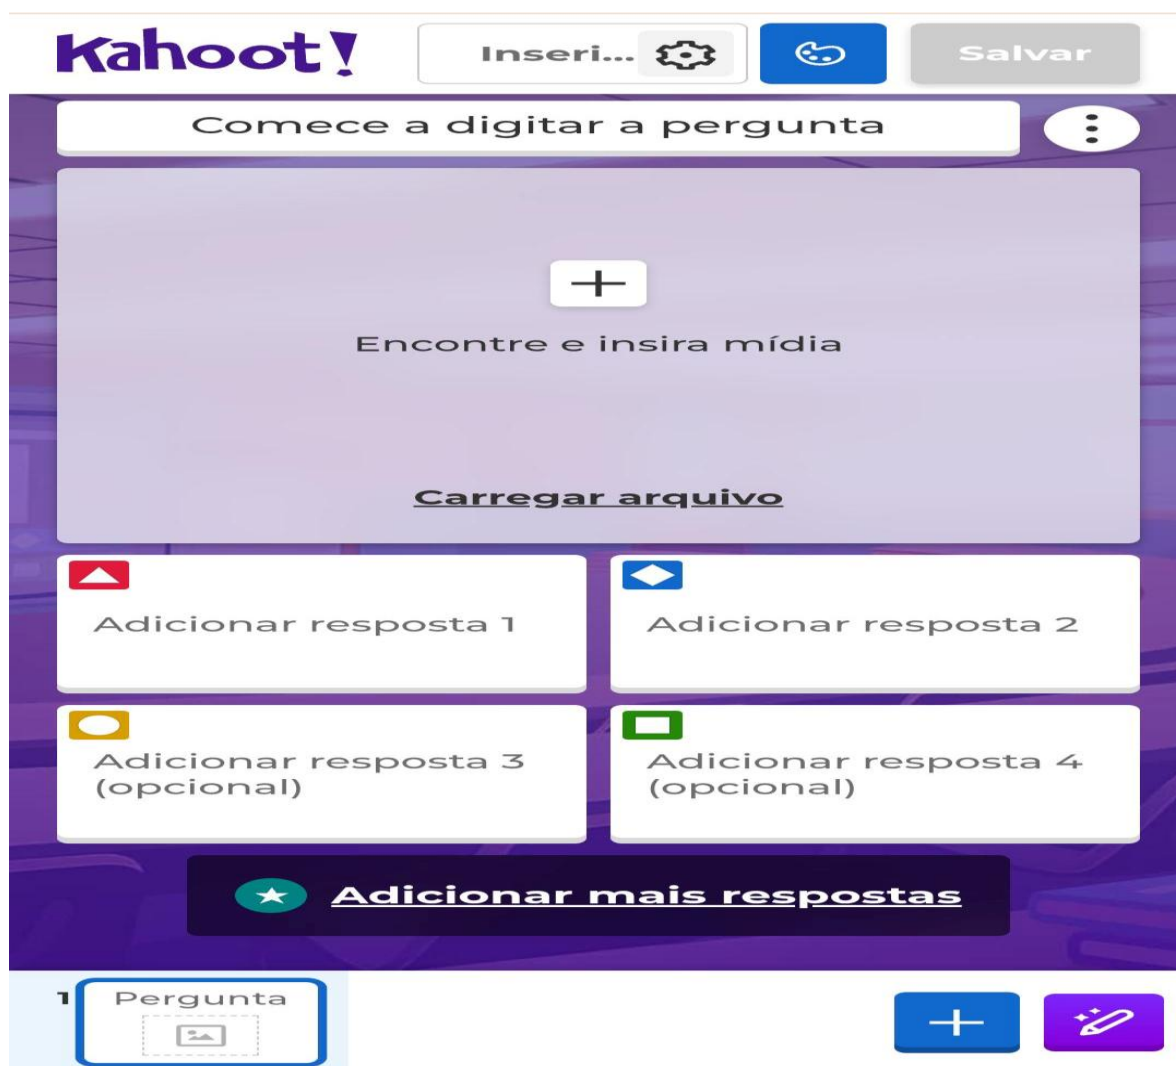 Kahoot!
Inseri...
Salvar
Comece a digitar a pergunta
Encontre e insira mídia
Carregar arquivo
Adicionar resposta 1
Adicionar resposta 2
Adicionar resposta 3
(opcional)
Adicionar resposta 4
(opcional)
Adicionar mais respostas
1
Pergunta